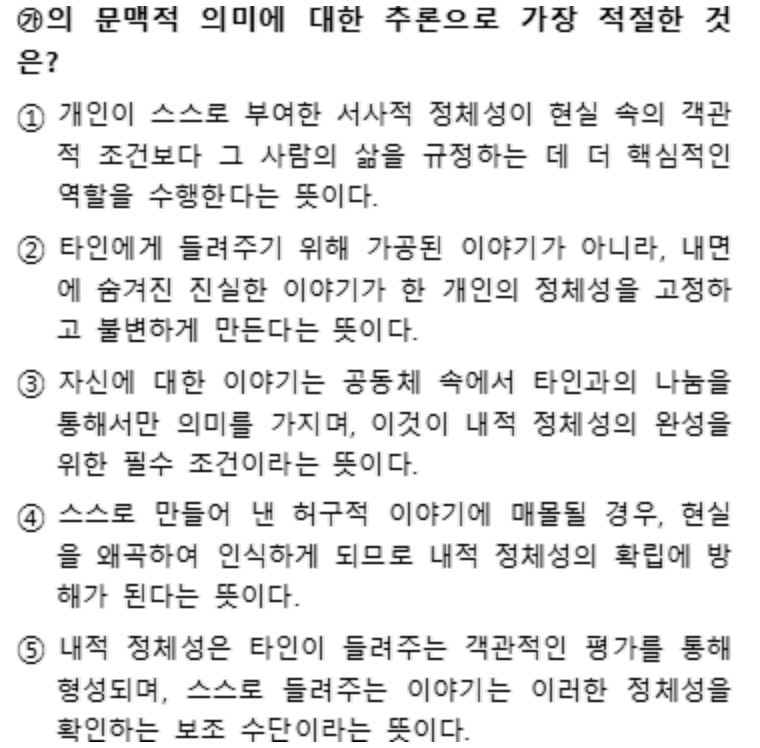 ㉮의 문맥적 의미에 대한 추론으로 가장 적절한 것
은?
① 개인이 스스로 부여한 서사적 정체성이 현실 속의 객관
적 조건보다 그 사람의 삶을 규정하는 데 더 핵심적인
역할을 수행한다는 뜻이다.
② 타인에게 들려주기 위해 가공된 이야기가 아니라, 내면
에 숨겨진 진실한 이야기가 한 개인의 정체성을 고정하
고 불변하게 만든다는 뜻이다.
③ 자신에 대한 이야기는 공동체 속에서 타인과의 나눔을
통해서만 의미를 가지며, 이것이 내적 정체성의 완성을
위한 필수 조건이라는 뜻이다.
④ 스스로 만들어 낸 허구적 이야기에 매몰될 경우, 현실
을 왜곡하여 인식하게 되므로 내적 정체성의 확립에 방
해가 된다는 뜻이다.
⑤ 내적 정체성은 타인이 들려주는 객관적인 평가를 통해
형성되며, 스스로 들려주는 이야기는 이러한 정체성을
확인하는 보조 수단이라는 뜻이다.